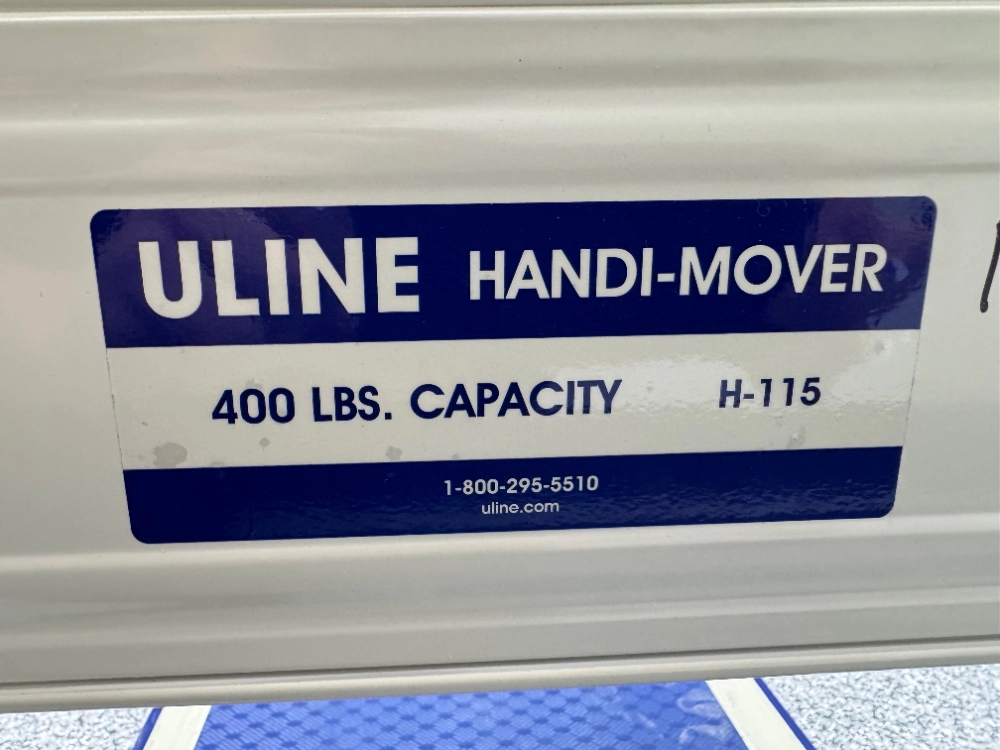 ULINE HANDI-MOVER
400 LBS. CAPACITY H-115
1-800-295-5510
uline.com